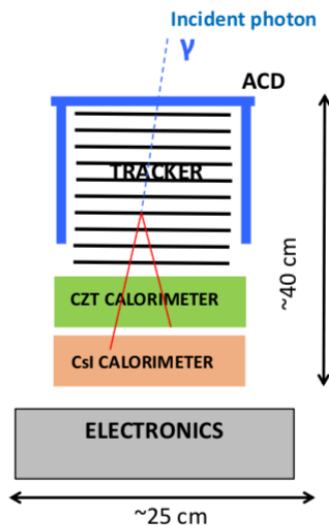 Incident photon
γ
ACD
TRACKER
CZT CALORIMETER
CsI CALORIMETER
~40 cm
ELECTRONICS
~25 cm